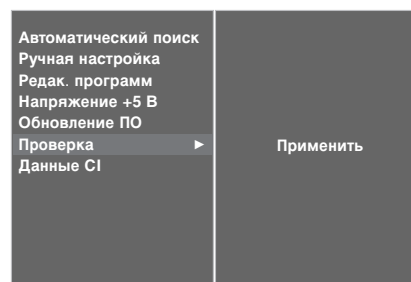 Автоматический поиск
Ручная настройка
Редак. программ
Напряжение +5 В
Обновление ПО
Проверка ►
Применить
Данные CI